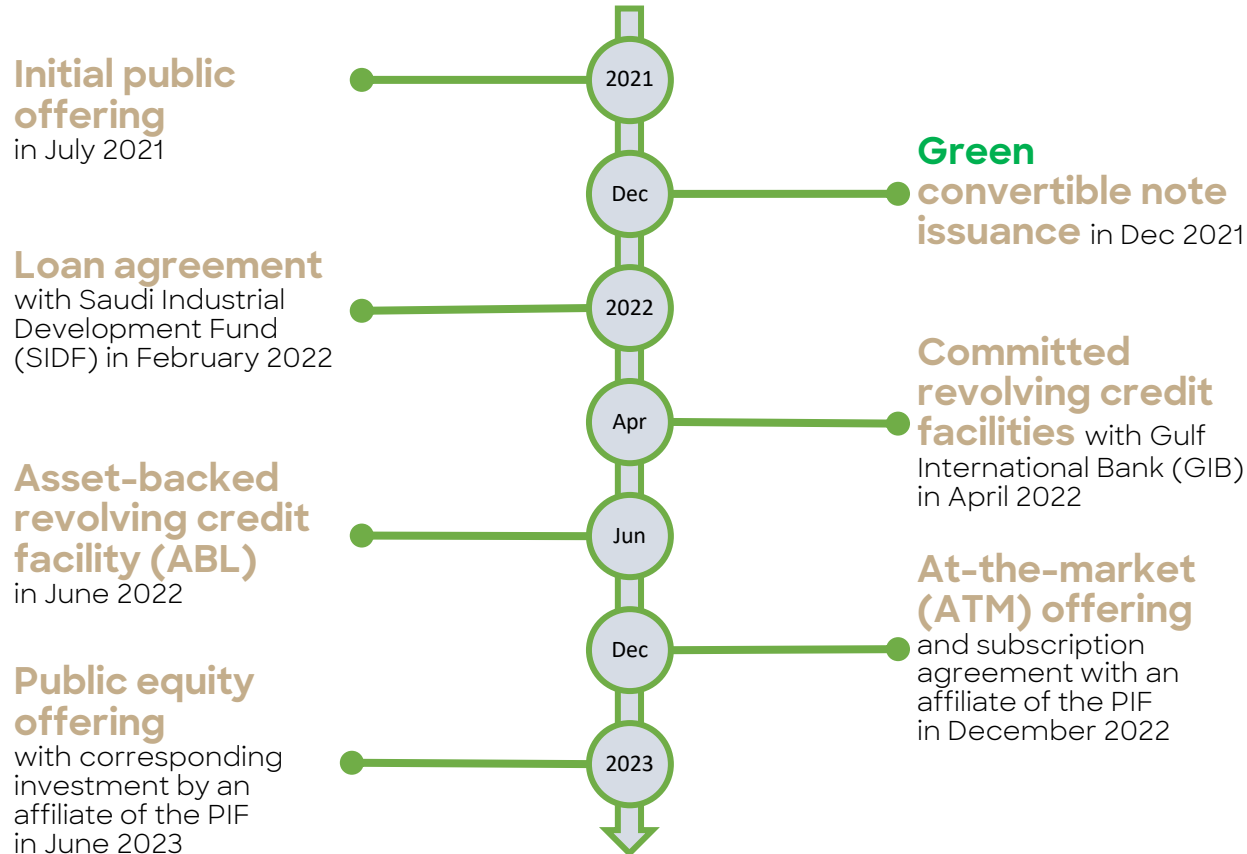 2021
Initial public
offering
in July 2021
Dec
Green
convertible note
issuance in Dec 2021
2022
Loan agreement
with Saudi Industrial
Development Fund
(SIDF) in February 2022
Apr
Committed
revolving credit
facilities with Gulf
International Bank (GIB)
in April 2022
Jun
Asset-backed
revolving credit
facility (ABL)
in June 2022
Dec
At-the-market
(ATM) offering
and subscription
agreement with an
affiliate of the PIF
in December 2022
2023
Public equity
offering
with corresponding
investment by an
affiliate of the PIF
in June 2023